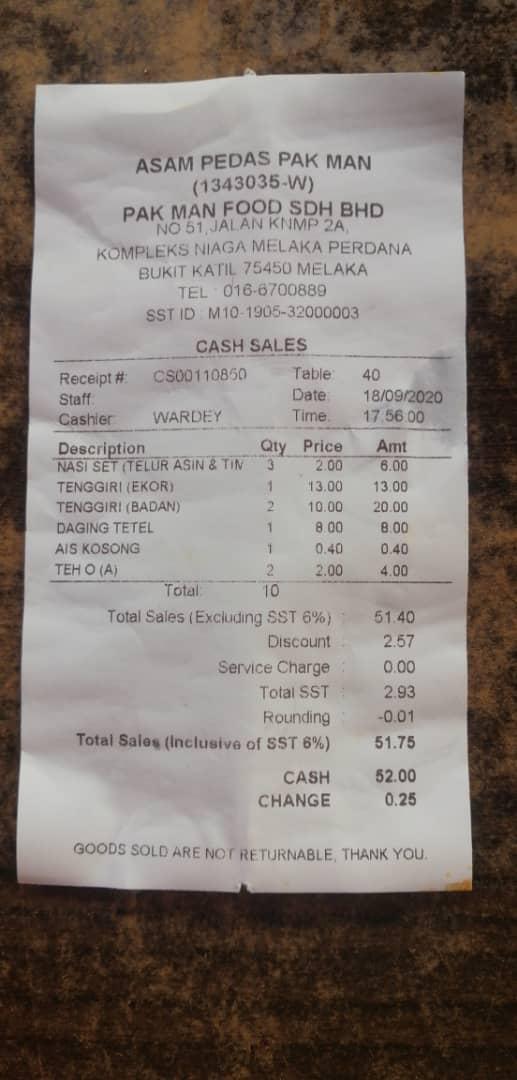 ASAM PEDAS PAK MAN
(1343035-W)
PAK MAN FOOD SDH BHD
NO 51, JALAN KNMP 2A,
KOMPLEKS NIAGA MELAKA PERDANA
BUKIT KATIL 75450 MELAKA
TEL : 016-6700889
SST ID : M10-1905-32000003
CASH SALES
Receipt #: CS00110850 Table: 40
Staff: Date: 18/09/2020
Cashier: WARDEY Time: 17:56:00
Description Qty Price Amt
NASI SET (TELUR ASIN & TIM 3 2.00 6.00
TENGGIRI (EKOR) 1 13.00 13.00
TENGGIRI (BADAN) 2 10.00 20.00
DAGING TETEL 1 8.00 8.00
AIS KOSONG 1 0.40 0.40
TEH O (A) 2 2.00 4.00
Total: 10
Total Sales (Excluding SST 6%) : 51.40
Discount : 2.57
Service Charge : 0.00
Total SST : 2.93
Rounding : -0.01
Total Sales (Inclusive of SST 6%) 51.75
CASH 52.00
CHANGE 0.25
GOODS SOLD ARE NOT RETURNABLE, THANK YOU.